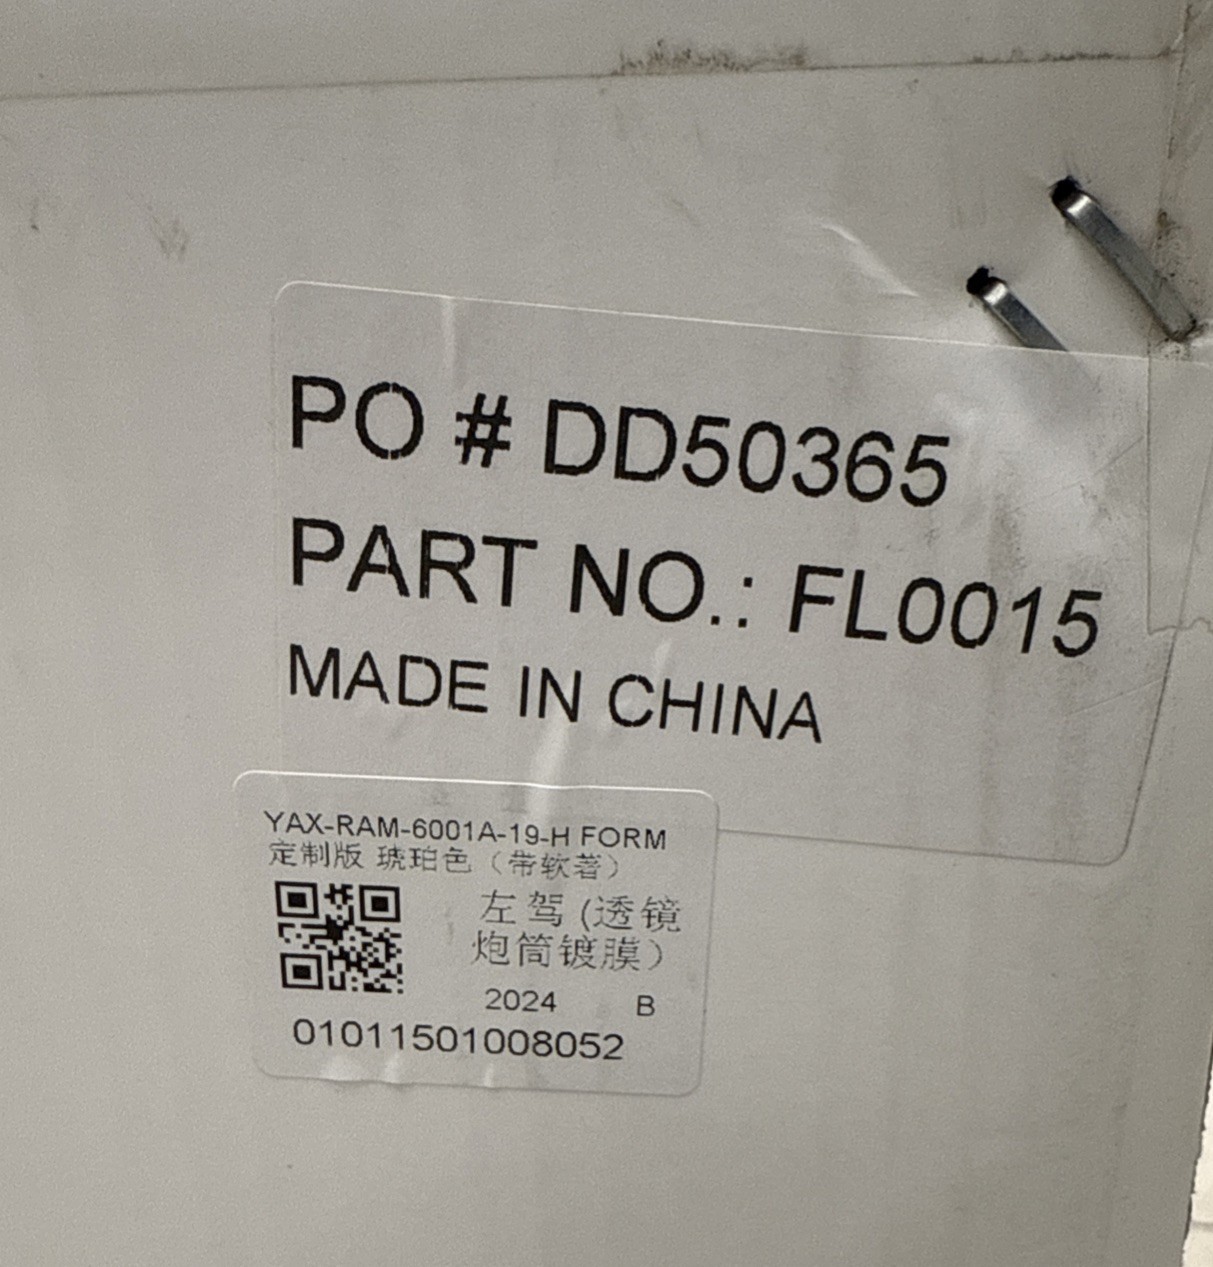 PO # DD50365
PART NO.: FL0015
MADE IN CHINA
YAX-RAM-6001A-19-H FORM
定制版 琥珀色（带软著）
左驾 (透镜
炮筒镀膜）
2024 B
01011501008052